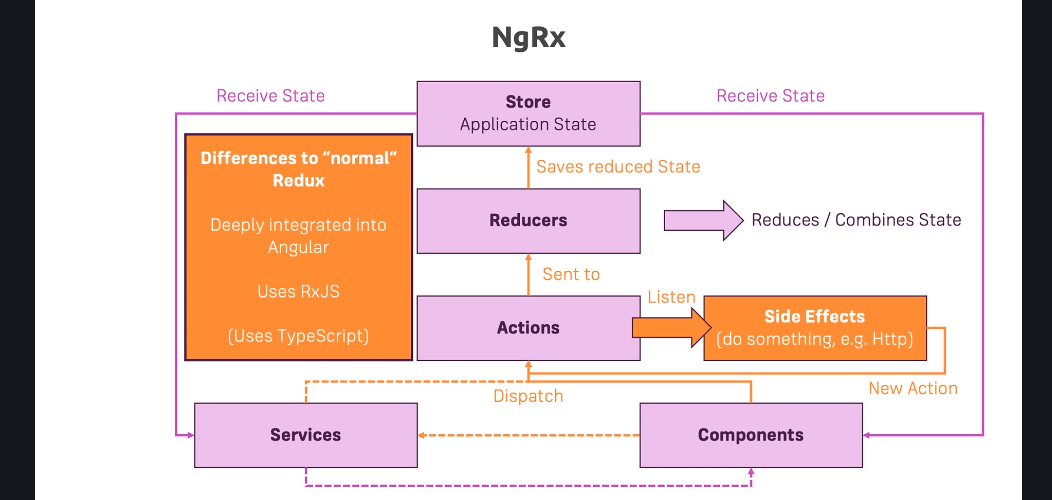 NgRx
Receive State
Receive State
Store
Application State
Differences to “normal“
Redux
Deeply integrated into
Angular
Uses RxJS
(Uses TypeScript)
Saves reduced State
Reducers
Reduces / Combines State
Sent to
Listen
Actions
Side Effects
(do something, e.g. Http)
New Action
Dispatch
Services
Components